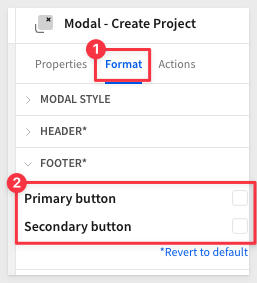 Modal - Create Project
1
Properties Format Actions
MODAL STYLE
HEADER*
FOOTER*
2
Primary button
Secondary button
*Revert to default